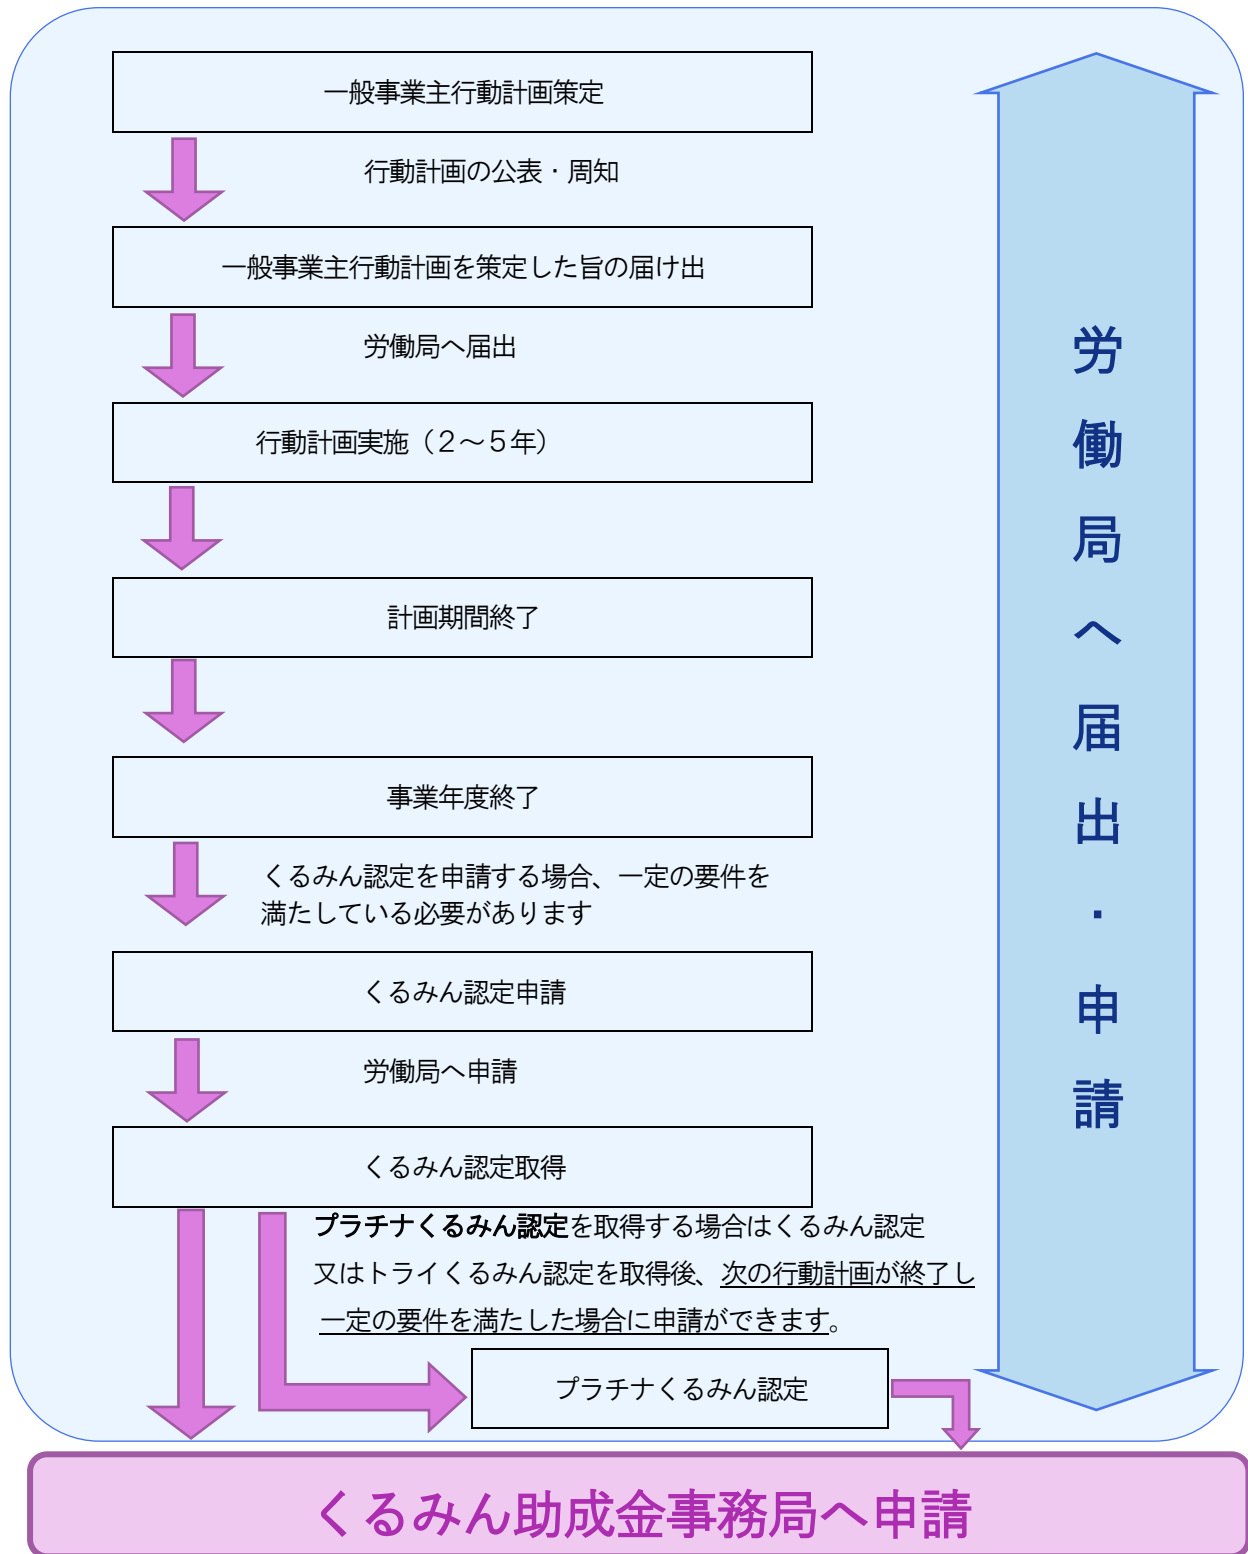 一般事業主行動計画策定
行動計画の公表・周知
一般事業主行動計画を策定した旨の届け出
労働局へ届出
行動計画実施（２～５年）
計画期間終了
事業年度終了
くるみん認定を申請する場合、一定の要件を
満たしている必要があります
くるみん認定申請
労働局へ申請
くるみん認定取得
プラチナくるみん認定を取得する場合はくるみん認定
又はトライくるみん認定を取得後、次の行動計画が終了し
一定の要件を満たした場合に申請ができます。
プラチナくるみん認定
労働局へ届出・申請
くるみん助成金事務局へ申請